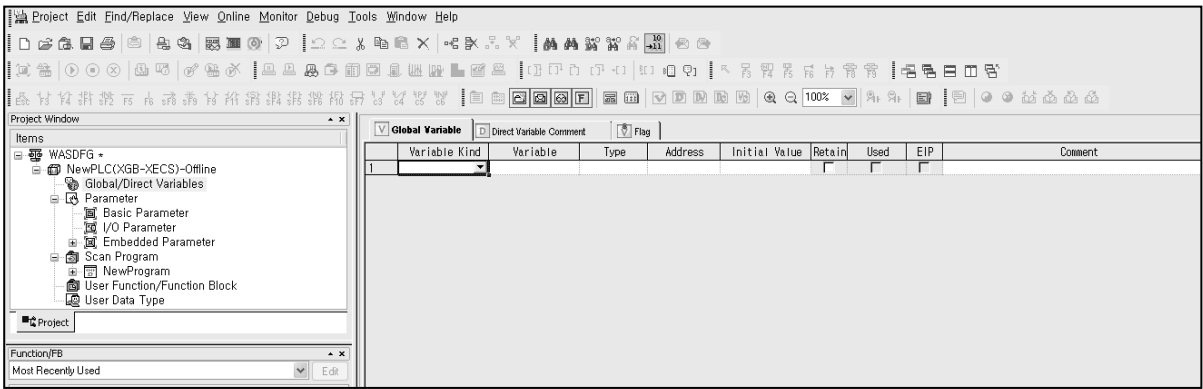 Project Edit Find/Replace View Online Monitor Debug Tools Window Help
100%
Project Window
Items
WASDFG *
NewPLC(XGB-XECS)-Offline
Global/Direct Variables
Parameter
Basic Parameter
I/O Parameter
Embedded Parameter
Scan Program
NewProgram
User Function/Function Block
User Data Type
Project
Function/FB
Most Recently Used Edit
Global Variable Direct Variable Comment Flag
Variable Kind Variable Type Address Initial Value Retain Used EIP Comment
1